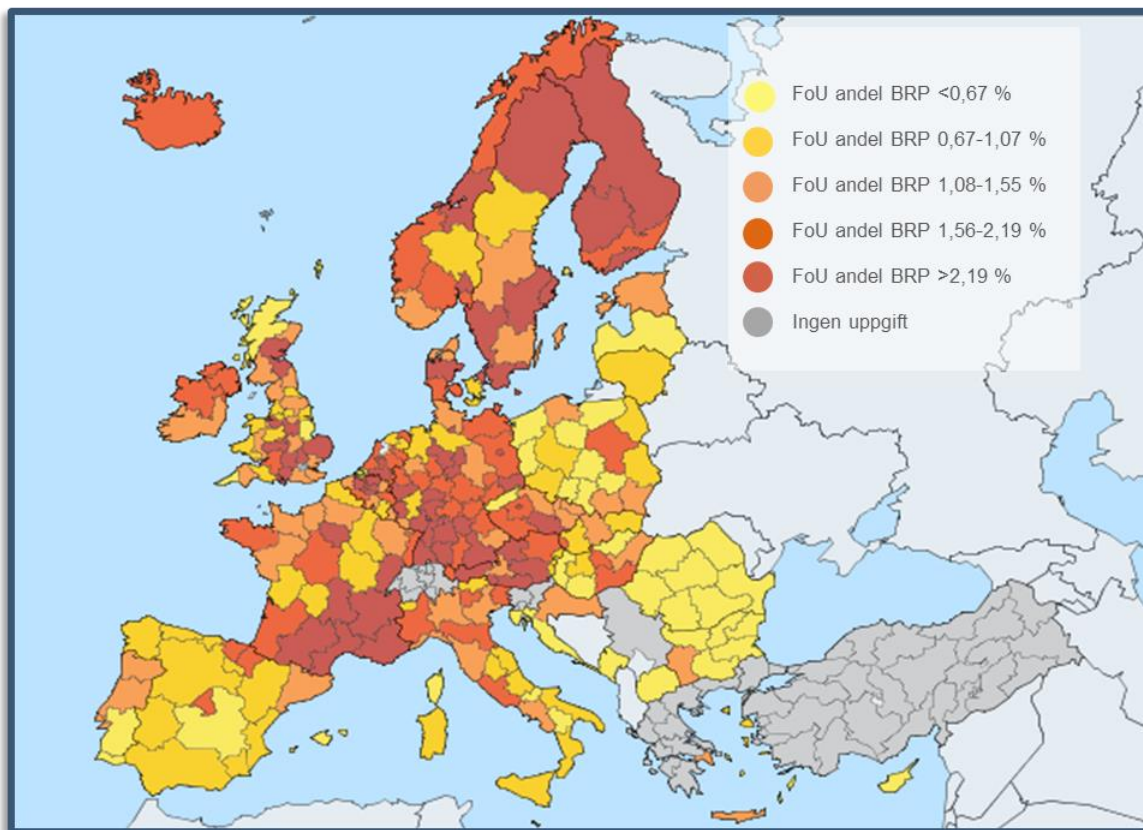 FoU andel BRP <0,67 %
FoU andel BRP 0,67-1,07 %
FoU andel BRP 1,08-1,55 %
FoU andel BRP 1,56-2,19 %
FoU andel BRP >2,19 %
Ingen uppgift